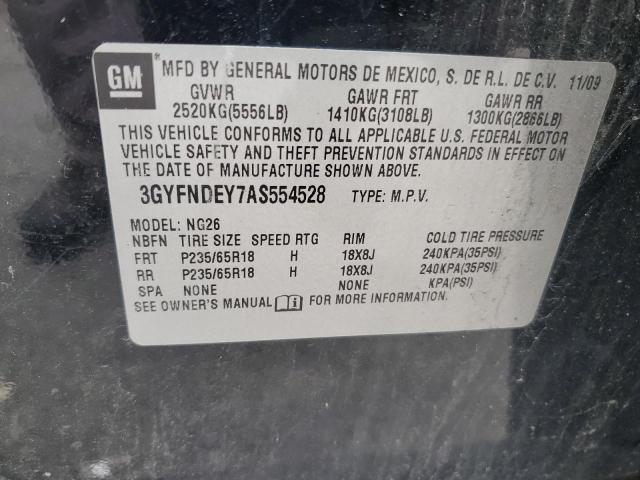 GM
MFD BY GENERAL MOTORS DE MEXICO, S. DE R.L. DE C.V. 11/09
GVWR GAWR FRT GAWR RR
2520KG(5556LB) 1410KG(3108LB) 1300KG(2866LB)
THIS VEHICLE CONFORMS TO ALL APPLICABLE U.S. FEDERAL MOTOR
VEHICLE SAFETY AND THEFT PREVENTION STANDARDS IN EFFECT ON
THE DATE OF MANUFACTURE SHOWN ABOVE.
3GYFNDEY7AS554528 TYPE: M.P.V.
MODEL: NG26
NBFN TIRE SIZE SPEED RTG RIM COLD TIRE PRESSURE
FRT P235/65R18 H 18X8J 240KPA(35PSI)
RR P235/65R18 H 18X8J 240KPA(35PSI)
SPA NONE NONE KPA(PSI)
SEE OWNER'S MANUAL FOR MORE INFORMATION.